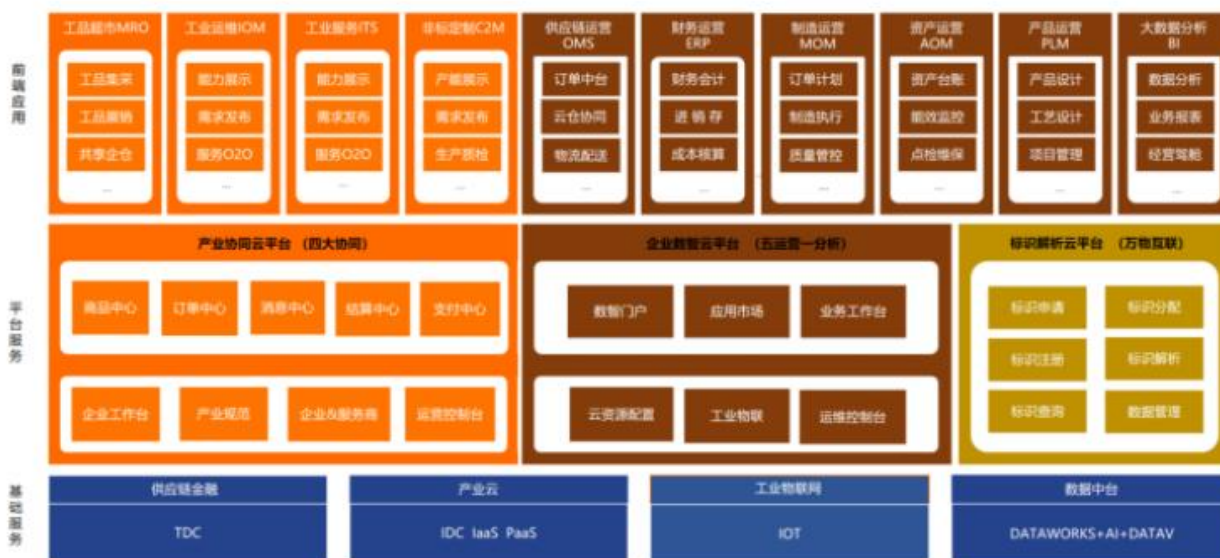 前端应用
工品超市MRO
工品集采
工品展销
共享企仓
...
工业运维IOM
能力展示
需求发布
服务O2O
...
工业服务ITS
能力展示
需求发布
服务O2O
...
非标定制C2M
产能展示
需求发布
生产质检
...
供应链运营
OMS
订单中台
云仓协同
物流配送
...
财务运营
ERP
财务会计
进 销 存
成本核算
...
制造运营
MOM
订单计划
制造执行
质量管控
...
资产运营
AOM
资产台账
能效监控
点检维保
...
产品运营
PLM
产品设计
工艺设计
项目管理
...
大数据分析
BI
数据分析
业务报表
经营驾舱
...
平台服务
产业协同云平台 （四大协同）
商品中心
订单中心
消息中心
结算中心
支付中心
企业工作台
产业规范
企业&服务商
运营控制台
企业数智云平台 （五运营一分析）
数智门户
应用市场
业务工作台
云资源配置
工业物联
运维控制台
标识解析云平台 （万物互联）
标识申请
标识分配
标识注册
标识解析
标识查询
数据管理
基础服务
供应链金融
TDC
产业云
IDC IaaS PaaS
工业物联网
IOT
数据中台
DATAWORKS+AI+DATAV